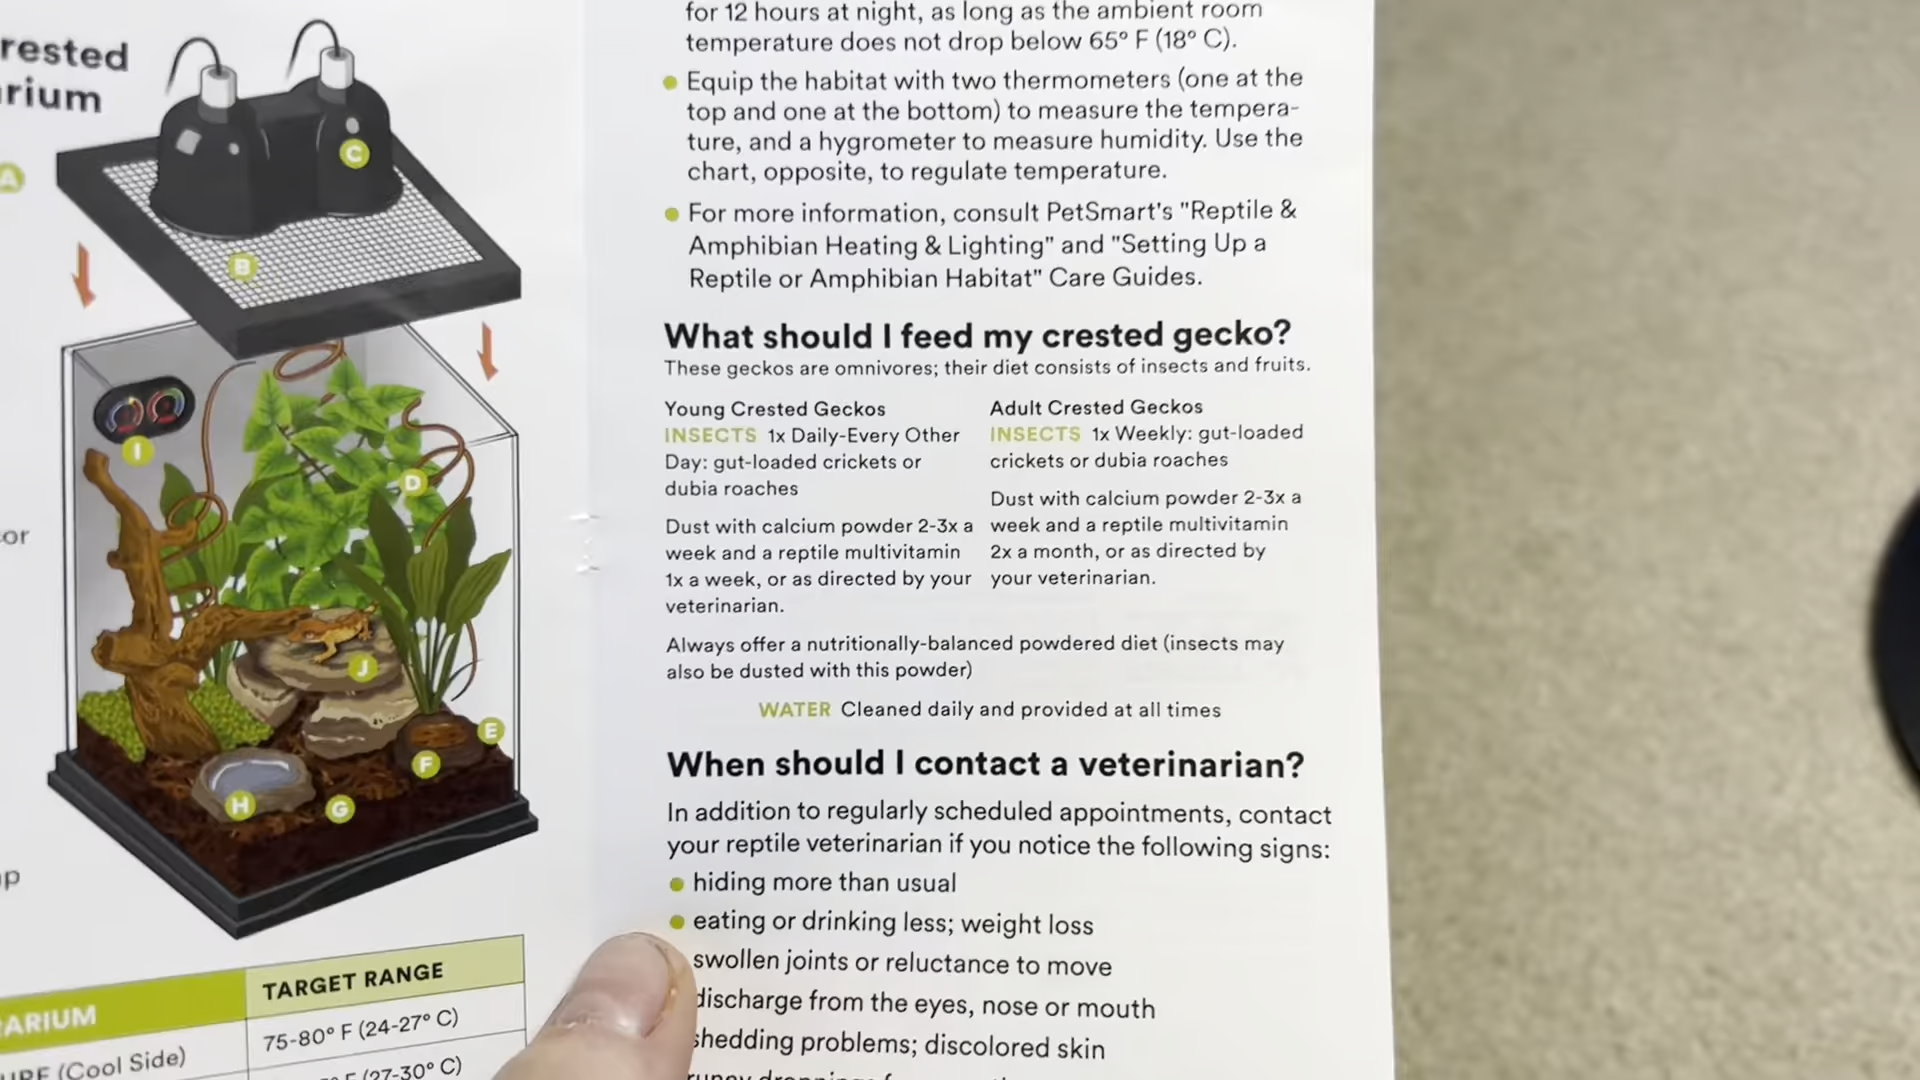 rested
rium
A
C
B
I
D
J
E
F
H
G
or
TARGET RANGE
75-80° F (24-27° C)
(Cool Side)
F (27-30° C)
for 12 hours at night, as long as the ambient room
temperature does not drop below 65° F (18° C).
Equip the habitat with two thermometers (one at the
top and one at the bottom) to measure the tempera-
ture, and a hygrometer to measure humidity. Use the
chart, opposite, to regulate temperature.
For more information, consult PetSmart's "Reptile &
Amphibian Heating & Lighting" and "Setting Up a
Reptile or Amphibian Habitat" Care Guides.
What should I feed my crested gecko?
These geckos are omnivores; their diet consists of insects and fruits.
Young Crested Geckos
INSECTS 1x Daily-Every Other
Day: gut-loaded crickets or
dubia roaches
Dust with calcium powder 2-3x a
week and a reptile multivitamin
1x a week, or as directed by your
veterinarian.
Adult Crested Geckos
INSECTS 1x Weekly: gut-loaded
crickets or dubia roaches
Dust with calcium powder 2-3x a
week and a reptile multivitamin
2x a month, or as directed by
your veterinarian.
Always offer a nutritionally-balanced powdered diet (insects may
also be dusted with this powder)
WATER Cleaned daily and provided at all times
When should I contact a veterinarian?
In addition to regularly scheduled appointments, contact
your reptile veterinarian if you notice the following signs:
hiding more than usual
eating or drinking less; weight loss
swollen joints or reluctance to move
discharge from the eyes, nose or mouth
shedding problems; discolored skin